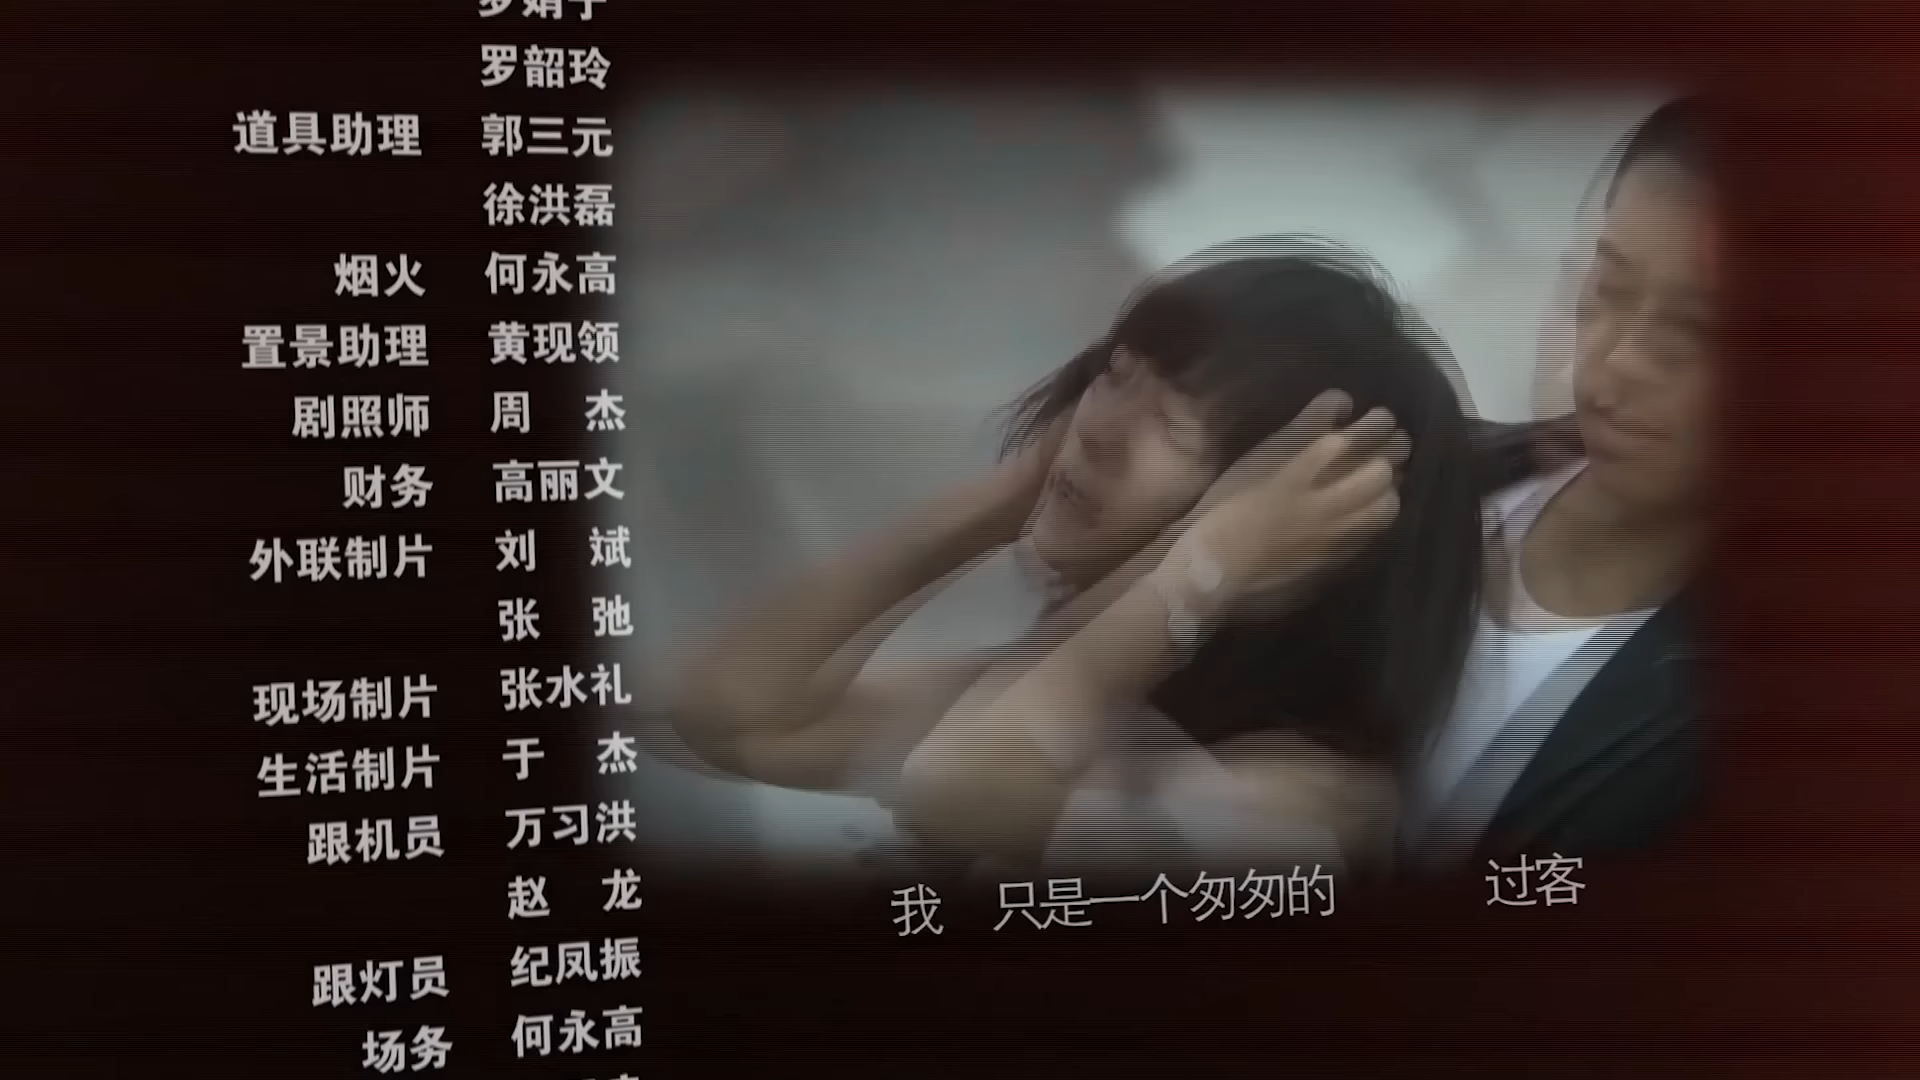 罗韶玲
道具助理 郭三元
徐洪磊
烟火 何永高
置景助理 黄现领
剧照师 周 杰
财务 高丽文
外联制片 刘 斌
张 弛
现场制片 张水礼
生活制片 于 杰
跟机员 万习洪
赵 龙
跟灯员 纪凤振
场务 何永高
我 只是一个匆匆的 过客